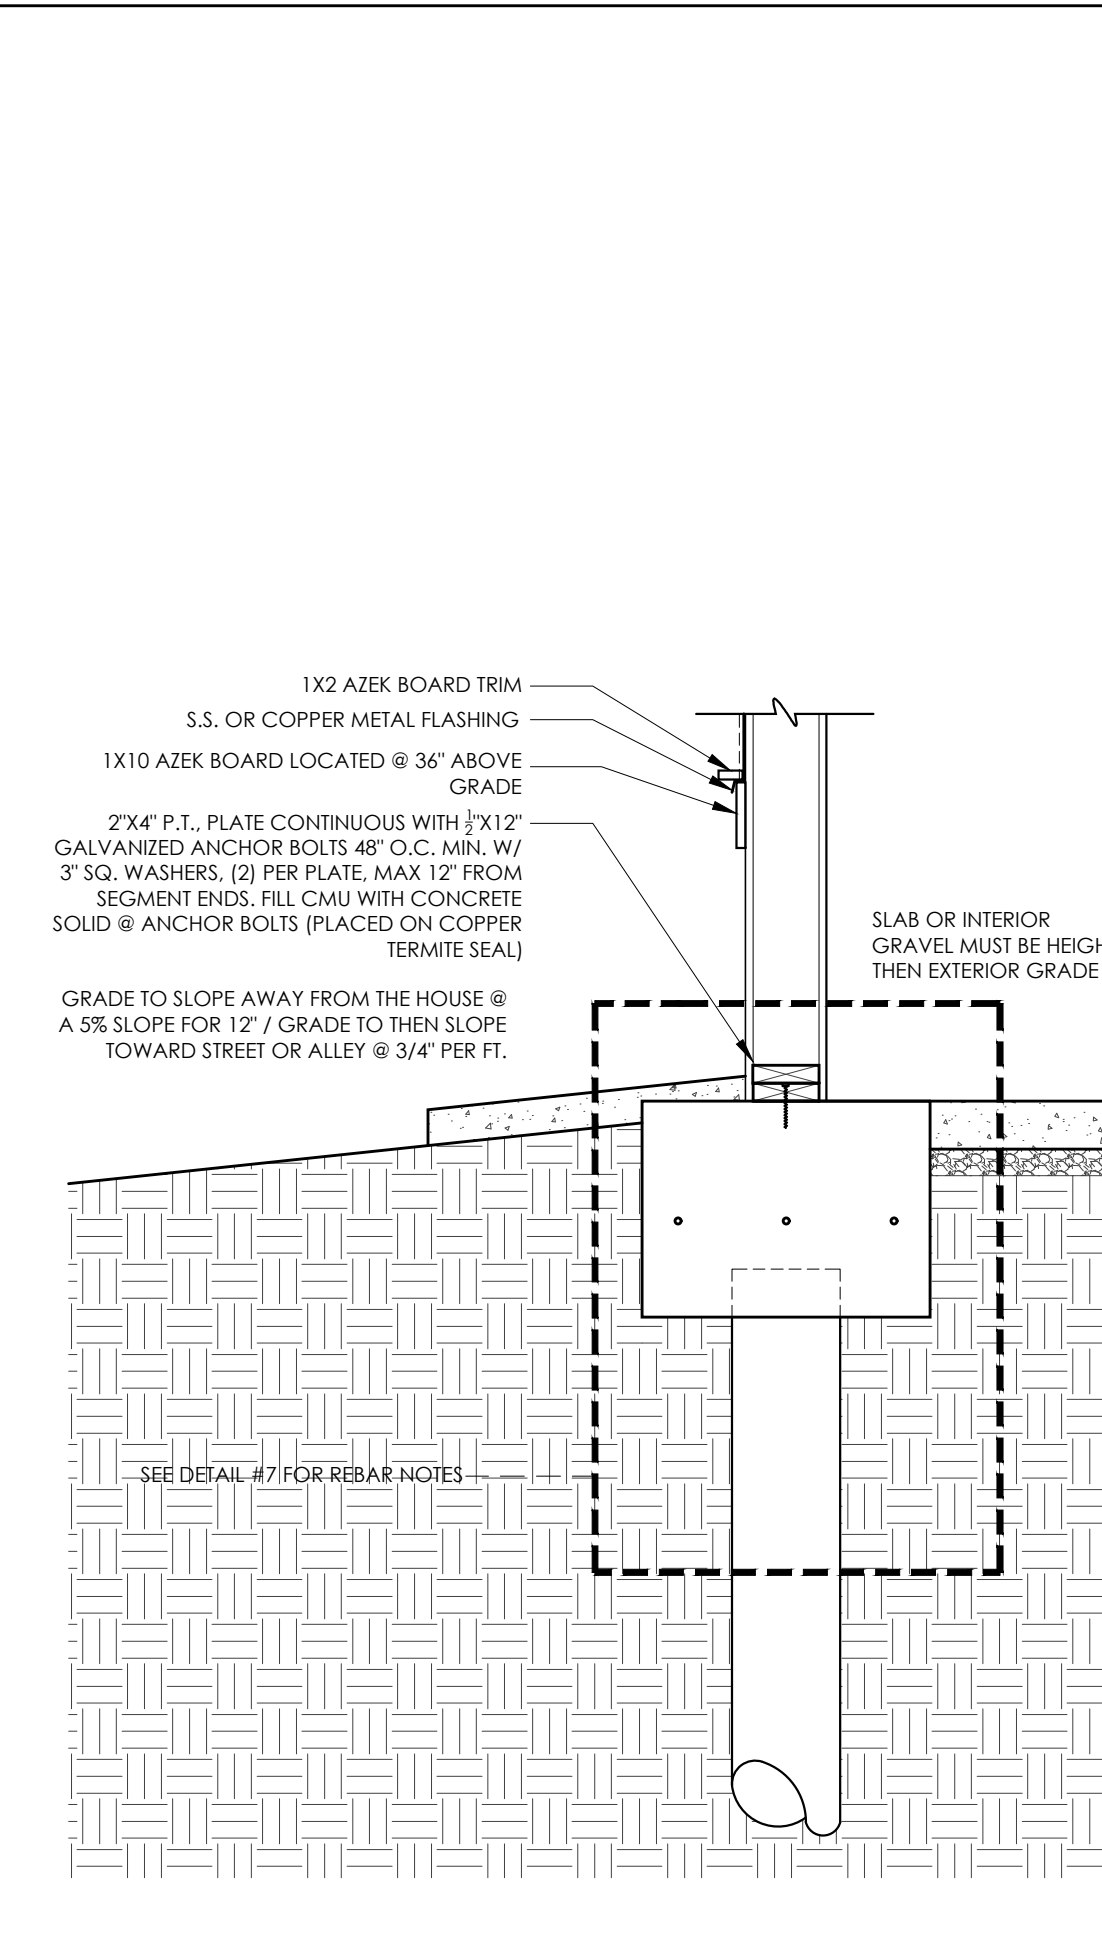 1X2 AZEK BOARD TRIM
S.S. OR COPPER METAL FLASHING
1X10 AZEK BOARD LOCATED @ 36" ABOVE
GRADE
2"X4" P.T., PLATE CONTINUOUS WITH ½"X12"
GALVANIZED ANCHOR BOLTS 48" O.C. MIN. W/
3" SQ. WASHERS, (2) PER PLATE, MAX 12" FROM
SEGMENT ENDS. FILL CMU WITH CONCRETE
SOLID @ ANCHOR BOLTS (PLACED ON COPPER
TERMITE SEAL)
GRADE TO SLOPE AWAY FROM THE HOUSE @
A 5% SLOPE FOR 12" / GRADE TO THEN SLOPE
TOWARD STREET OR ALLEY @ 3/4" PER FT.
SLAB OR INTERIOR
GRAVEL MUST BE
THEN EXTERIOR GRADE
SEE DETAIL #7 FOR REBAR NOTES